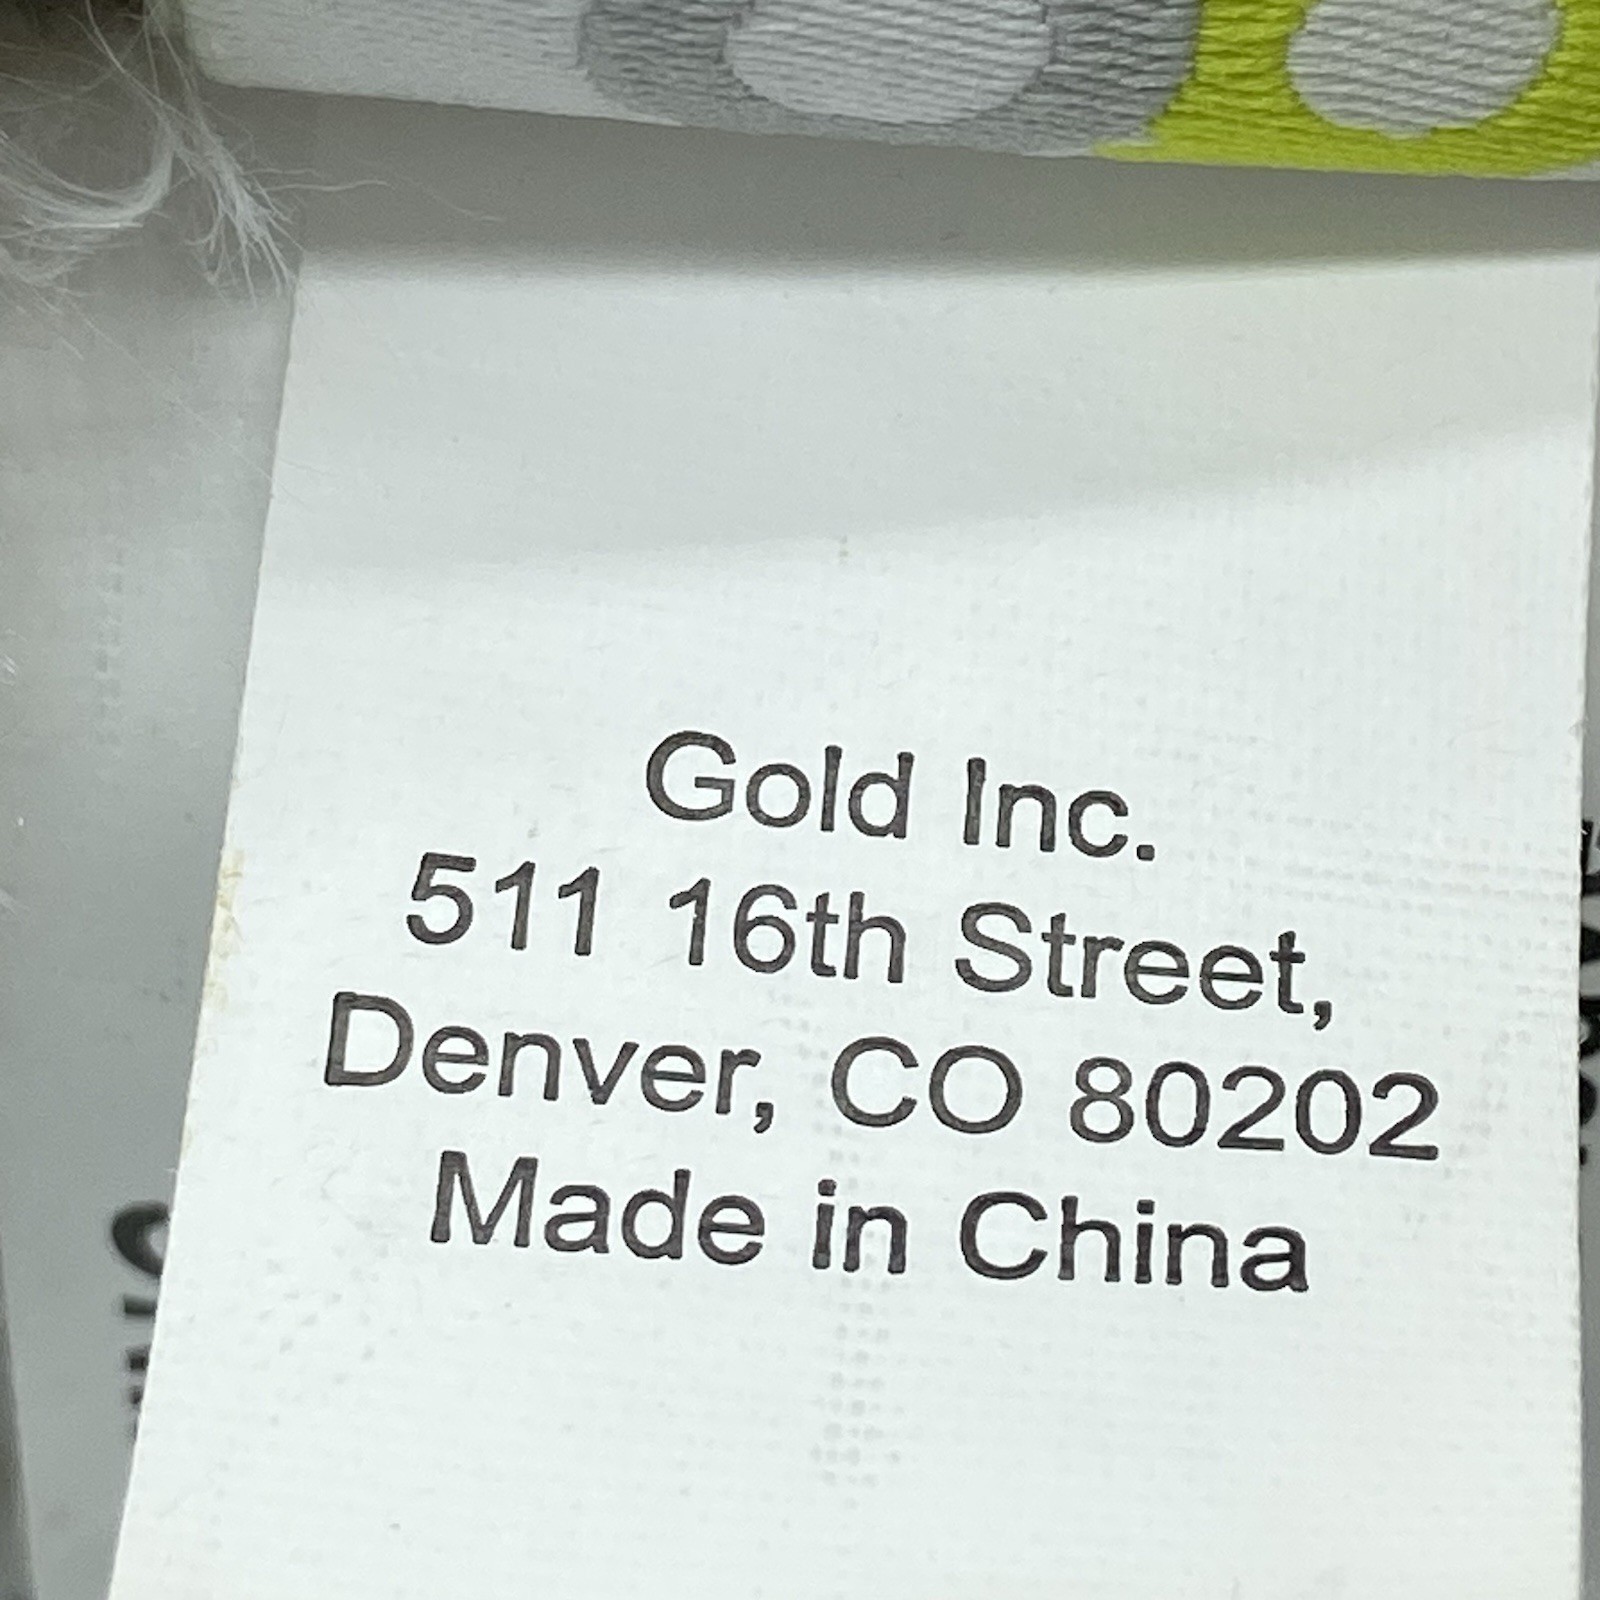 Gold Inc.
511 16th Street,
Denver, CO 80202
Made in China